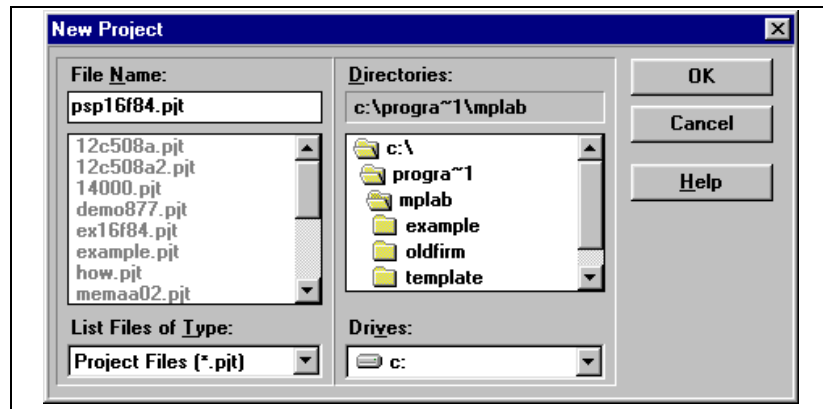 New Project
File Name:
psp16f84.pjt
12c508a.pjt
12c508a2.pjt
14000.pjt
demo877.pjt
ex16f84.pjt
example.pjt
how.pjt
memaa02.pjt
List Files of Type:
Project Files (*.pjt)
Directories:
c:\progra~1\mplab
c:\
progra~1
mplab
example
oldfirm
template
Drives:
c:
OK
Cancel
Help